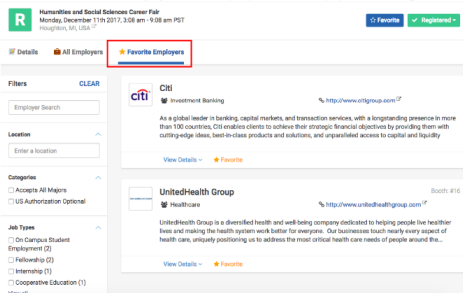 R
Humanities and Social Sciences Career Fair
Monday, December 11th 2017, 3:08 am - 9:08 am PST
Houghton, MI, USA
Favorite
Registered
Details
All Employers
Favorite Employers
Filters
CLEAR
Employer Search
Location
Enter a location
Categories
Accepts All Majors
US Authorization Optional
Job Types
On Campus Student
Employment (2)
Fellowship (2)
Internship (1)
Cooperative Education (1)
citi
Citi
Investment Banking
http://www.citigroup.com
As a global leader in banking, capital markets, and transaction services, with a longstanding presence in more
than 100 countries, Citi enables clients to achieve their strategic financial objectives by providing them with
cutting-edge ideas, best-in-class products and solutions, and unparalleled access to capital and liquidity
View Details
Favorite
UnitedHealth Group
Booth: #16
Healthcare
http://www.unitedhealthgroup.com
UnitedHealth Group is a diversified health and well-being company dedicated to helping people live healthier
lives and making the health system work better for everyone. Our businesses touch nearly every aspect of
health care, uniquely positioning us to address the most critical health care needs of people around the...
View Details
Favorite